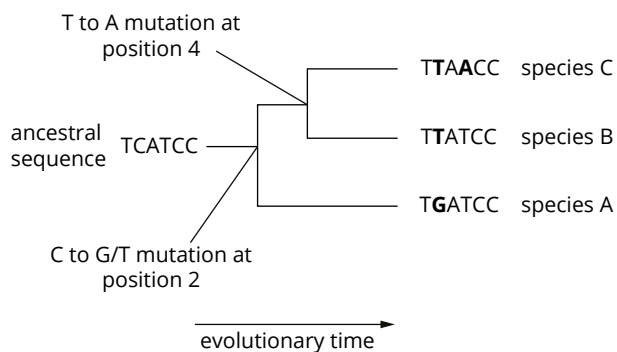 T to A mutation at
position 4
TTAACC species C
ancestral
sequence
TCATCC
TTATCC species B
TGATCC species A
C to G/T mutation at
position 2
evolutionary time